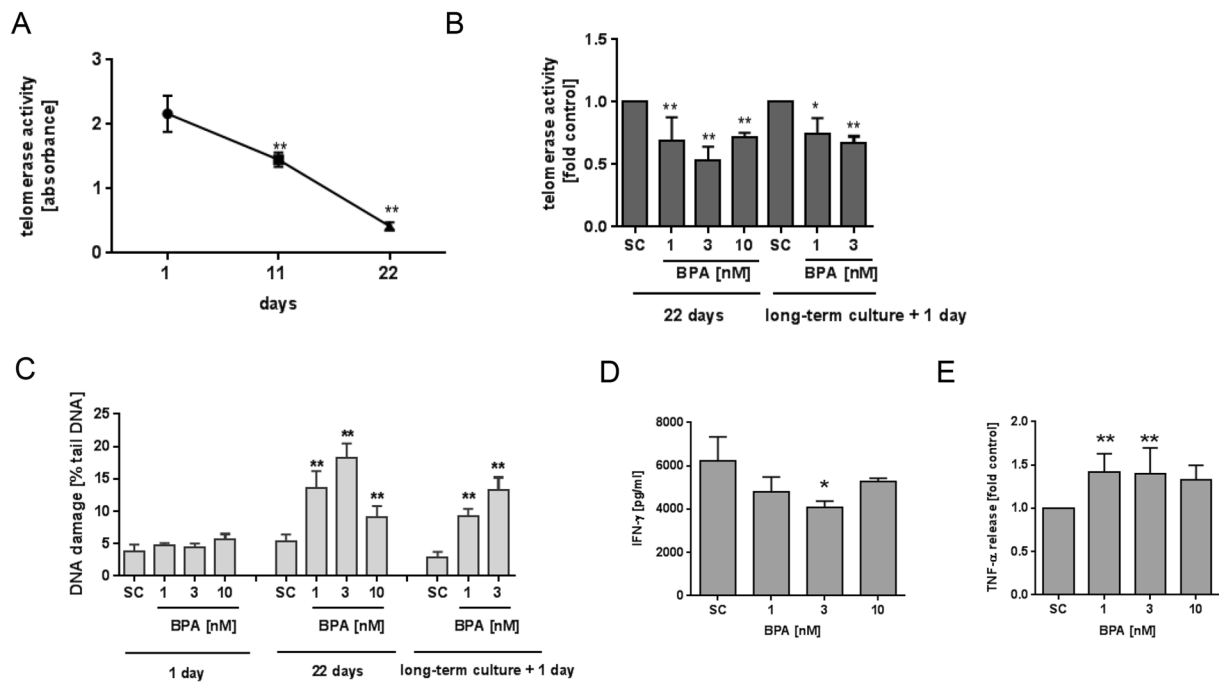 A
telomerase activity
[absorbance]
3
2
1
0
**
**
1 11 22
days
B
telomerase activity
[fold control]
1.5
1.0
0.5
0.0
** ** ** * **
SC 1 3 10 SC 1 3
BPA [nM] BPA [nM]
22 days long-term culture + 1 day
C
DNA damage [% tail DNA]
25
20
15
10
5
0
** ** ** ** **
SC 1 3 10 SC 1 3 10 SC 1 3
BPA [nM] BPA [nM] BPA [nM]
1 day 22 days long-term culture + 1 day
D
IFN-γ [pg/ml]
8000
6000
4000
2000
0
*
SC 1 3 10
BPA [nM]
E
TNF-α release [fold control]
2.0
1.5
1.0
0.5
0.0
** **
SC 1 3 10
BPA [nM]